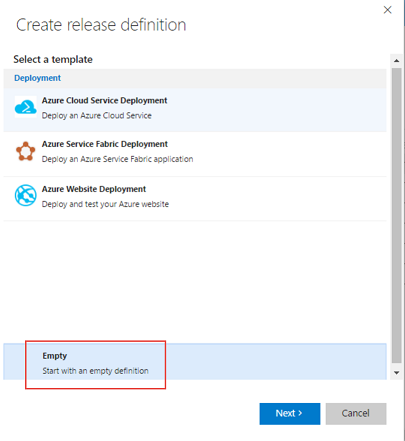 Create release definition
Select a template
Deployment
Azure Cloud Service Deployment
Deploy an Azure Cloud Service
Azure Service Fabric Deployment
Deploy an Azure Service Fabric application
Azure Website Deployment
Deploy and test your Azure website
Empty
Start with an empty definition
Next >
Cancel